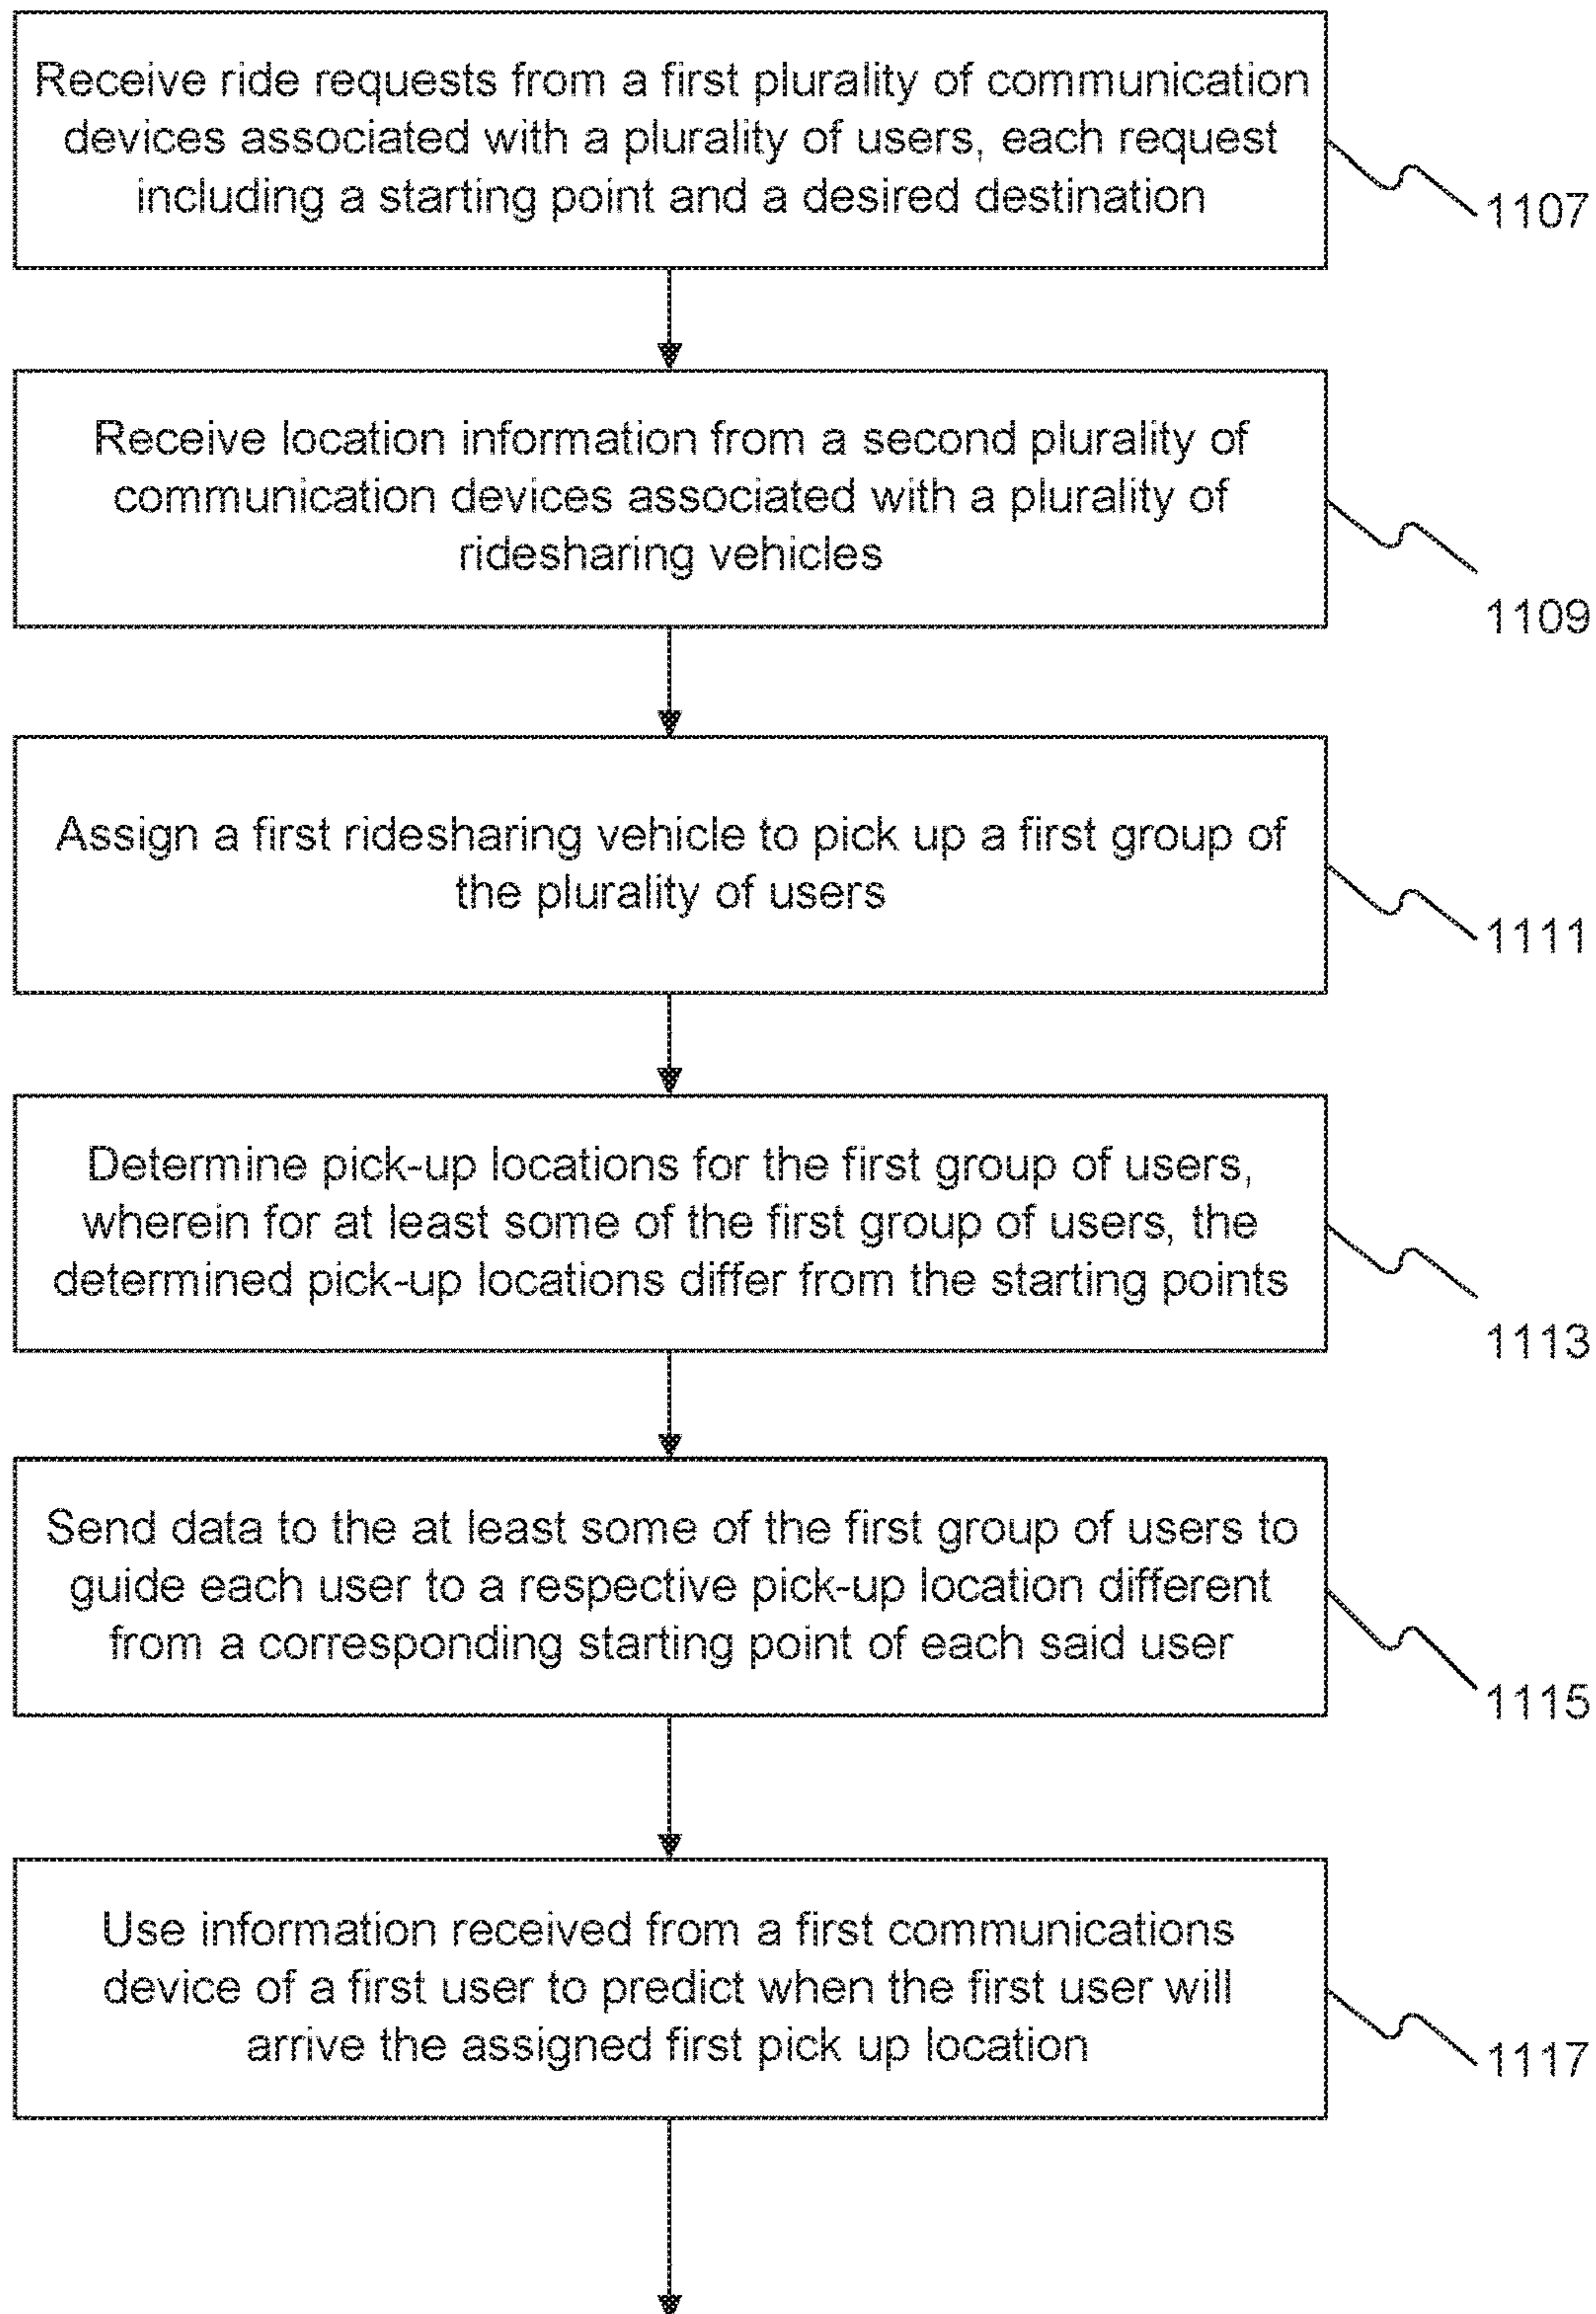 Receive ride requests from a first plurality of communication
devices associated with a plurality of users, each request
including a starting point and a desired destination
1107
Receive location information from a second plurality of
communication devices associated with a plurality of
ridesharing vehicles
1109
Assign a first ridesharing vehicle to pick up a first group of
the plurality of users
1111
Determine pick-up locations for the first group of users,
wherein for at least some of the first group of users, the
determined pick-up locations differ from the starting points
1113
Send data to the at least some of the first group of users to
guide each user to a respective pick-up location different
from a corresponding starting point of each said user
1115
Use information received from a first communications
device of a first user to predict when the first user will
arrive the assigned first pick up location
1117